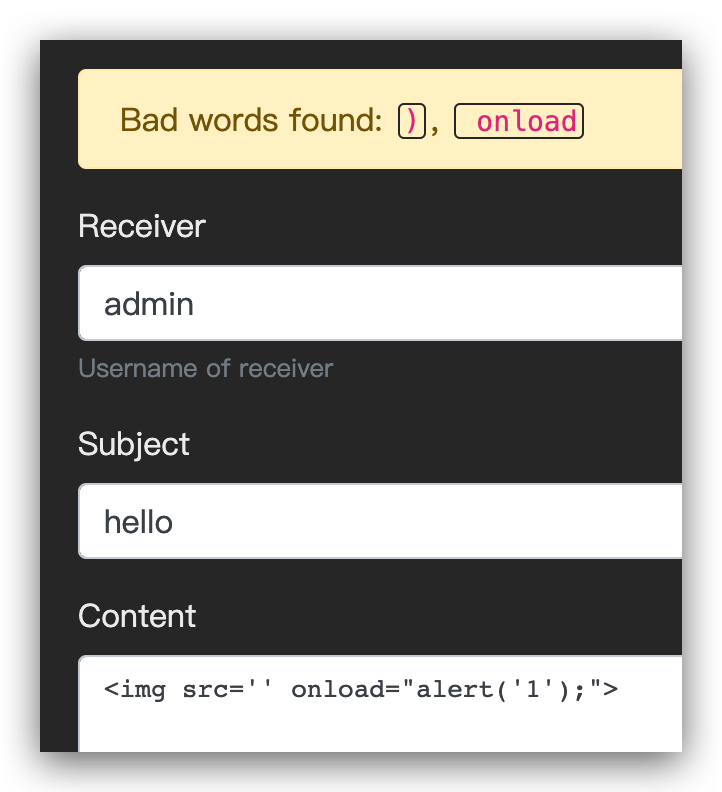 Bad words found: ), onload
Receiver
admin
Username of receiver
Subject
hello
Content
<img src='' onload="alert('1');">